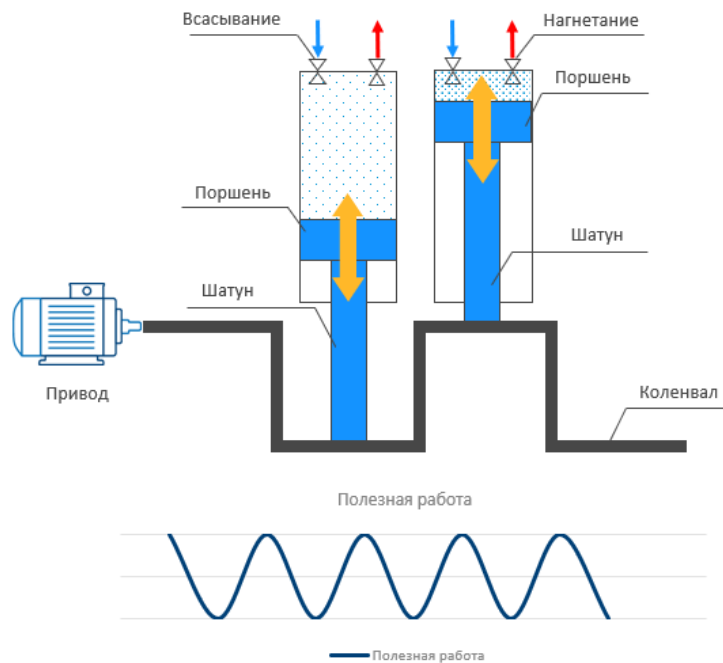 Всасывание
Нагнетание
Поршень
Поршень
Шатун
Шатун
Привод
Коленвал
Полезная работа
Полезная работа